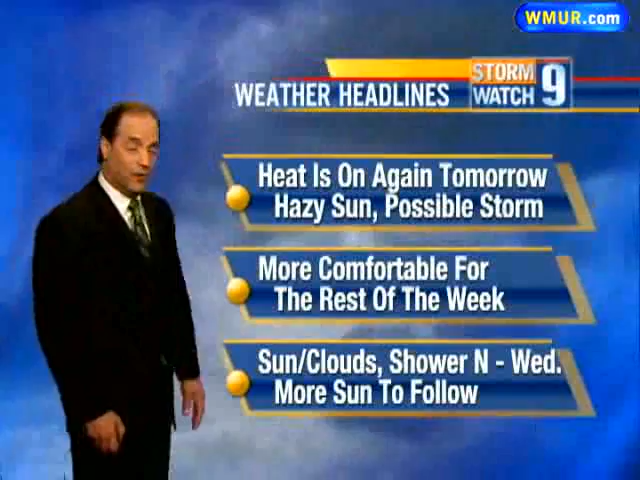 WMUR.com
STORM
WEATHER HEADLINES WATCH 9
Heat Is On Again Tomorrow
Hazy Sun, Possible Storm
More Comfortable For
The Rest Of The Week
Sun/Clouds, Shower N - Wed.
More Sun To Follow